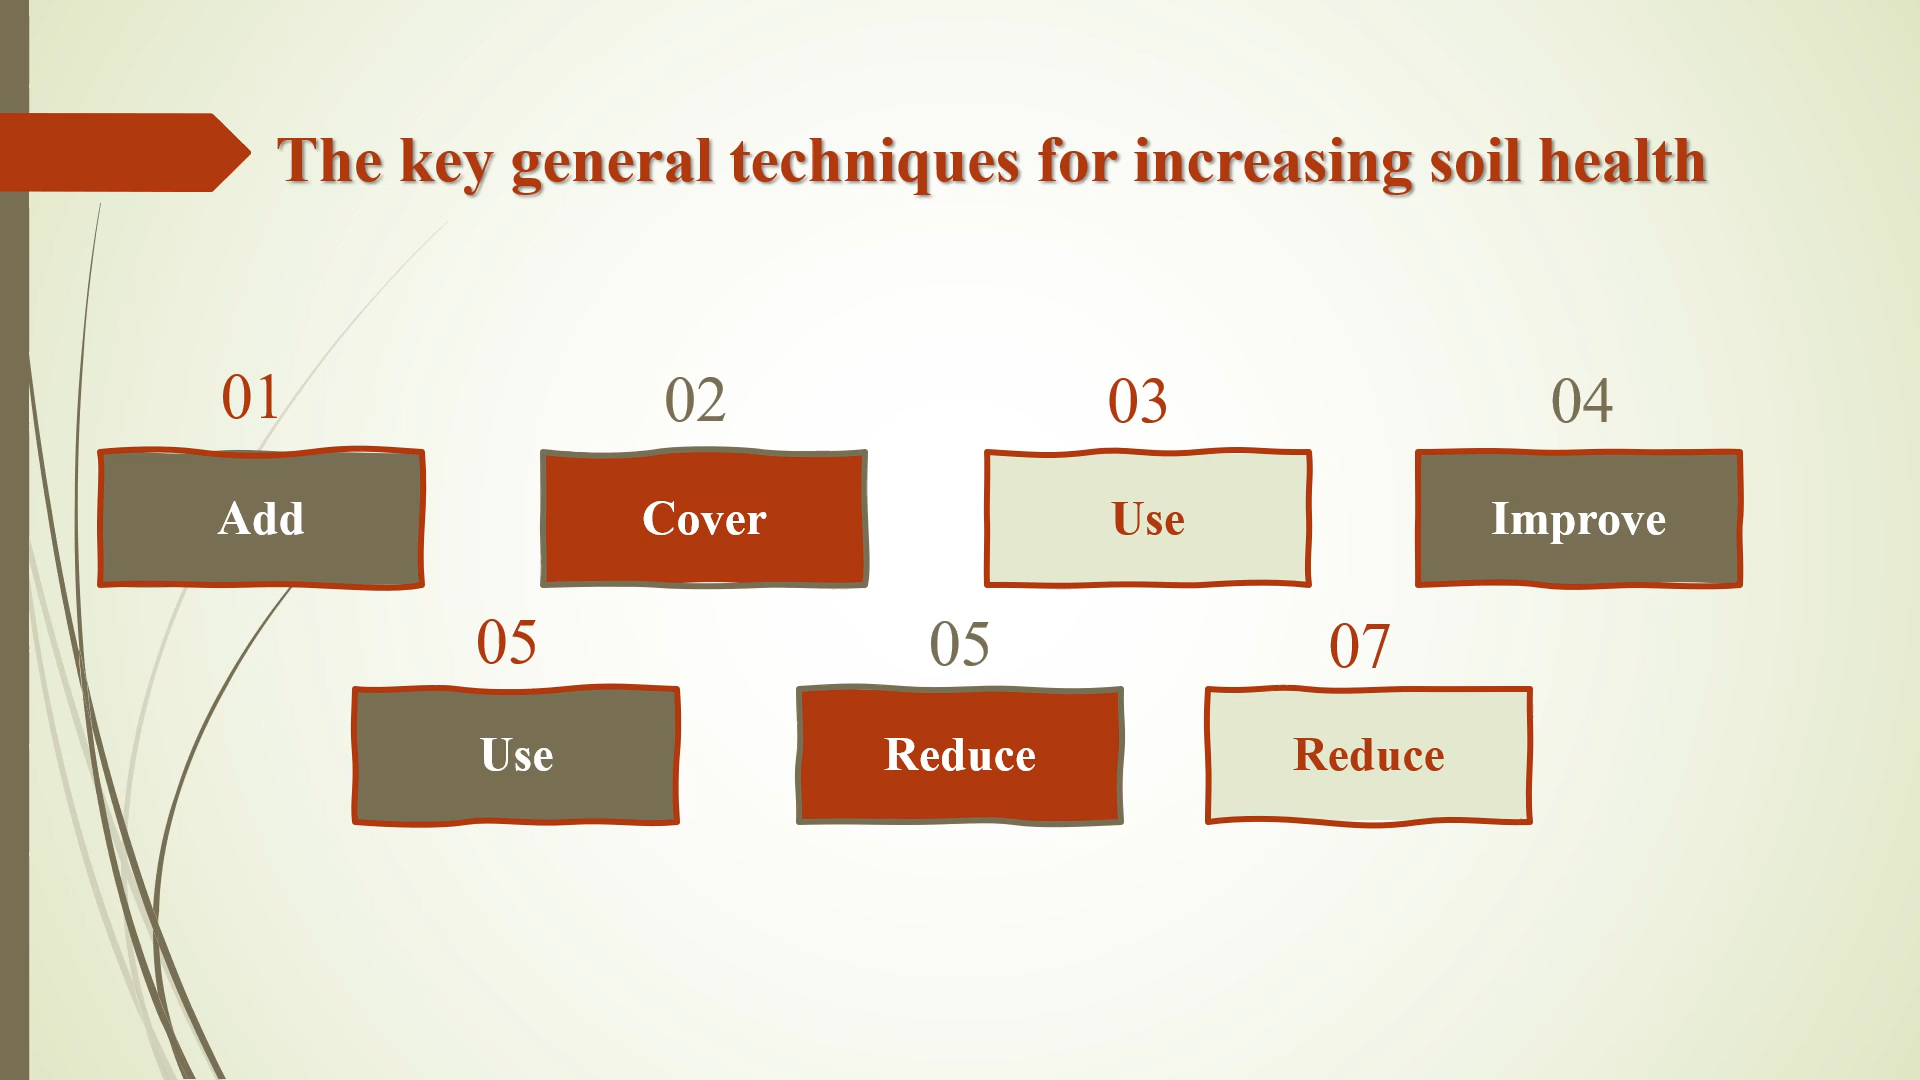 The key general techniques for increasing soil health
01
02
03
04
Add
Cover
Use
Improve
05
05
07
Use
Reduce
Reduce